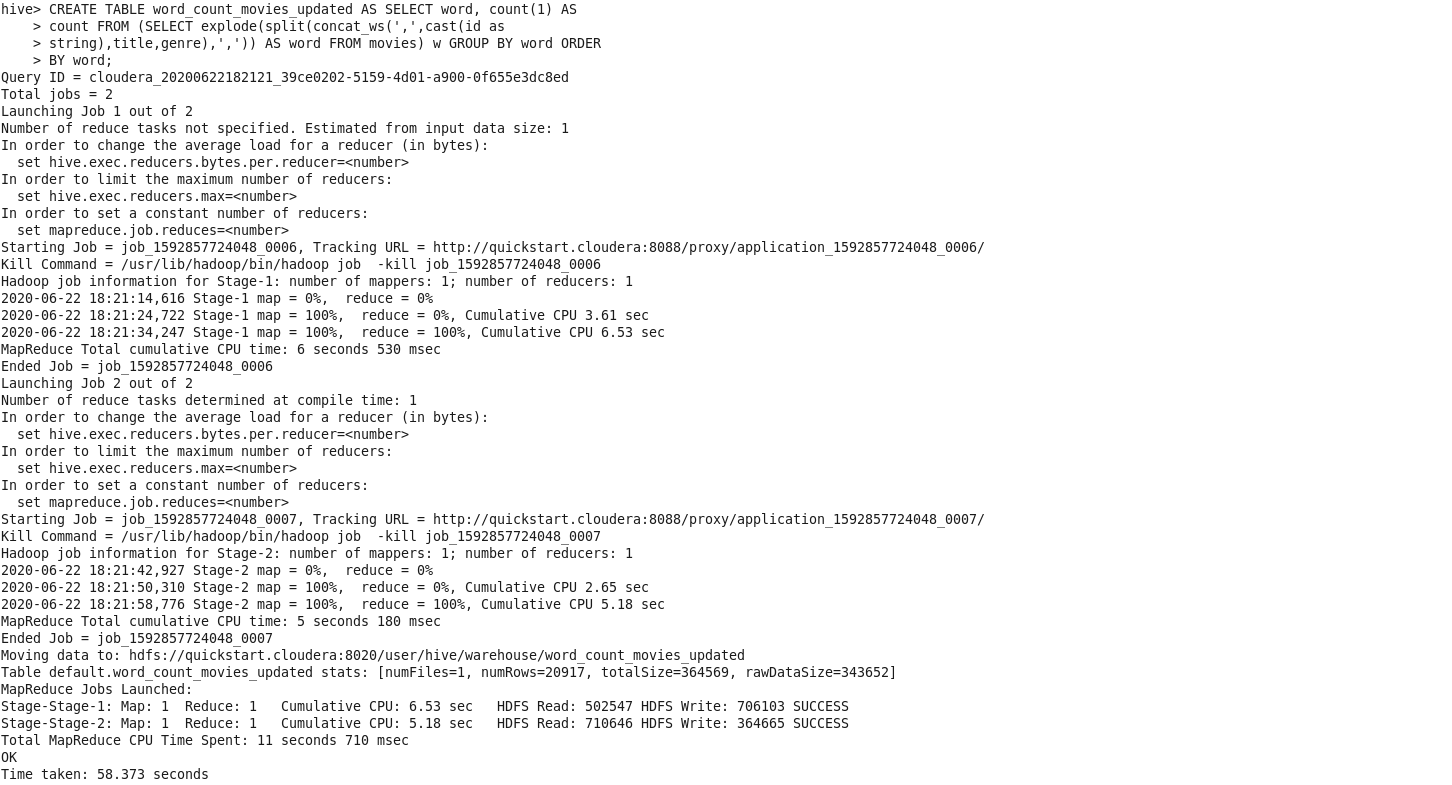 hive> CREATE TABLE word_count_movies_updated AS SELECT word, count(1) AS
    > count FROM (SELECT explode(split(concat_ws(',',cast(id as
    > string),title,genre),',')) AS word FROM movies) w GROUP BY word ORDER
    > BY word;
Query ID = cloudera_20200622182121_39ce0202-5159-4d01-a900-0f655e3dc8ed
Total jobs = 2
Launching Job 1 out of 2
Number of reduce tasks not specified. Estimated from input data size: 1
In order to change the average load for a reducer (in bytes):
  set hive.exec.reducers.bytes.per.reducer=<number>
In order to limit the maximum number of reducers:
  set hive.exec.reducers.max=<number>
In order to set a constant number of reducers:
  set mapreduce.job.reduces=<number>
Starting Job = job_1592857724048_0006, Tracking URL = http://quickstart.cloudera:8088/proxy/application_1592857724048_0006/
Kill Command = /usr/lib/hadoop/bin/hadoop job  -kill job_1592857724048_0006
Hadoop job information for Stage-1: number of mappers: 1; number of reducers: 1
2020-06-22 18:21:14,616 Stage-1 map = 0%,  reduce = 0%
2020-06-22 18:21:24,722 Stage-1 map = 100%,  reduce = 0%, Cumulative CPU 3.61 sec
2020-06-22 18:21:34,247 Stage-1 map = 100%,  reduce = 100%, Cumulative CPU 6.53 sec
MapReduce Total cumulative CPU time: 6 seconds 530 msec
Ended Job = job_1592857724048_0006
Launching Job 2 out of 2
Number of reduce tasks determined at compile time: 1
In order to change the average load for a reducer (in bytes):
  set hive.exec.reducers.bytes.per.reducer=<number>
In order to limit the maximum number of reducers:
  set hive.exec.reducers.max=<number>
In order to set a constant number of reducers:
  set mapreduce.job.reduces=<number>
Starting Job = job_1592857724048_0007, Tracking URL = http://quickstart.cloudera:8088/proxy/application_1592857724048_0007/
Kill Command = /usr/lib/hadoop/bin/hadoop job  -kill job_1592857724048_0007
Hadoop job information for Stage-2: number of mappers: 1; number of reducers: 1
2020-06-22 18:21:42,927 Stage-2 map = 0%,  reduce = 0%
2020-06-22 18:21:50,310 Stage-2 map = 100%,  reduce = 0%, Cumulative CPU 2.65 sec
2020-06-22 18:21:58,776 Stage-2 map = 100%,  reduce = 100%, Cumulative CPU 5.18 sec
MapReduce Total cumulative CPU time: 5 seconds 180 msec
Ended Job = job_1592857724048_0007
Moving data to: hdfs://quickstart.cloudera:8020/user/hive/warehouse/word_count_movies_updated
Table default.word_count_movies_updated stats: [numFiles=1, numRows=20917, totalSize=364569, rawDataSize=343652]
MapReduce Jobs Launched:
Stage-Stage-1: Map: 1  Reduce: 1   Cumulative CPU: 6.53 sec   HDFS Read: 502547 HDFS Write: 706103 SUCCESS
Stage-Stage-2: Map: 1  Reduce: 1   Cumulative CPU: 5.18 sec   HDFS Read: 710646 HDFS Write: 364665 SUCCESS
Total MapReduce CPU Time Spent: 11 seconds 710 msec
OK
Time taken: 58.373 seconds